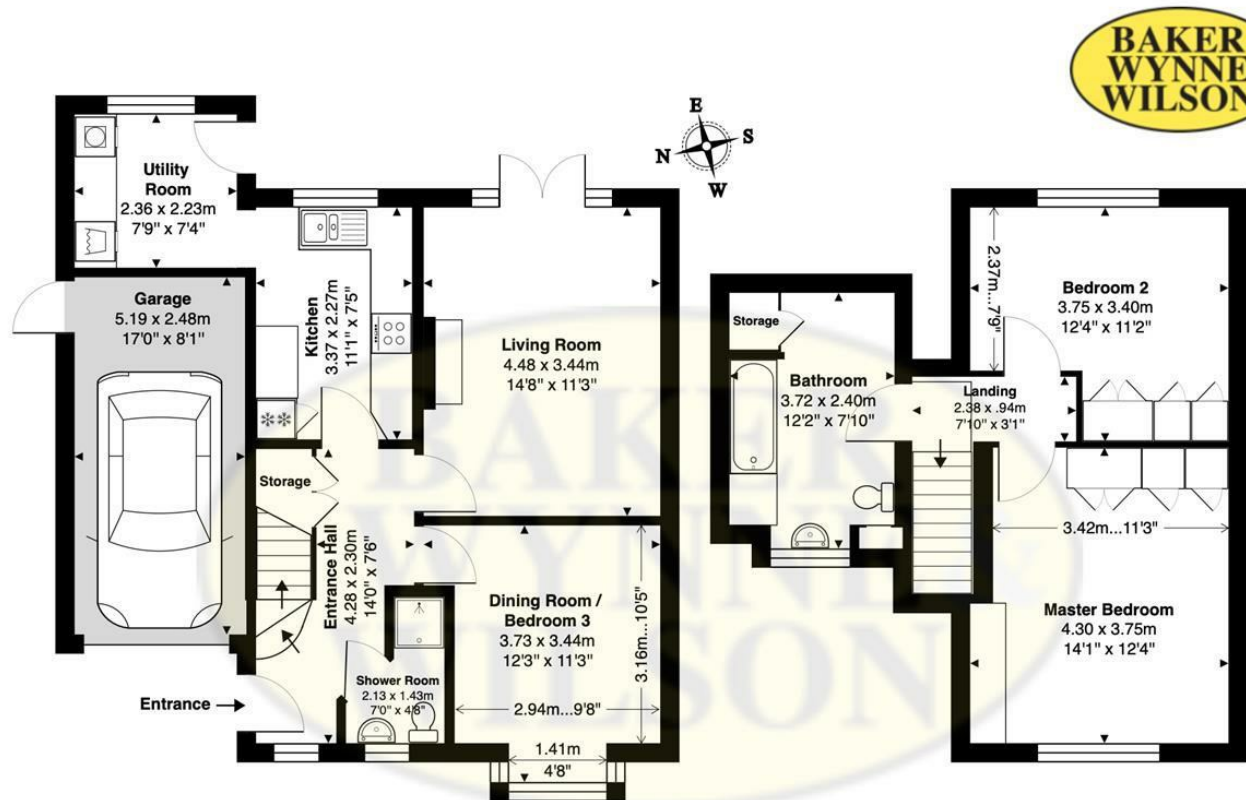 BAKER
WYNNE
WILSON
E
S
N
W
Utility
Room
2.36 x 2.23m
7'9" x 7'4"
Garage
5.19 x 2.48m
17'0" x 8'1"
Kitchen
3.37 x 2.27m
11'1" x 7'5"
Living Room
4.48 x 3.44m
14'8" x 11'3"
Storage
Entrance Hall
4.28 x 2.30m
14'0" x 7'6"
Dining Room /
Bedroom 3
3.73 x 3.44m
12'3" x 11'3"
3.16m...10'5"
2.94m...9'8"
1.41m
4'8"
Shower Room
2.13 x 1.43m
7'0" x 4'8"
Entrance
Storage
Bathroom
3.72 x 2.40m
12'2" x 7'10"
Landing
2.38 x .94m
7'10" x 3'1"
2.37m...7'9"
Bedroom 2
3.75 x 3.40m
12'4" x 11'2"
3.42m...11'3"
Master Bedroom
4.30 x 3.75m
14'1" x 12'4"
BAKER
WYNNE &
WILSON